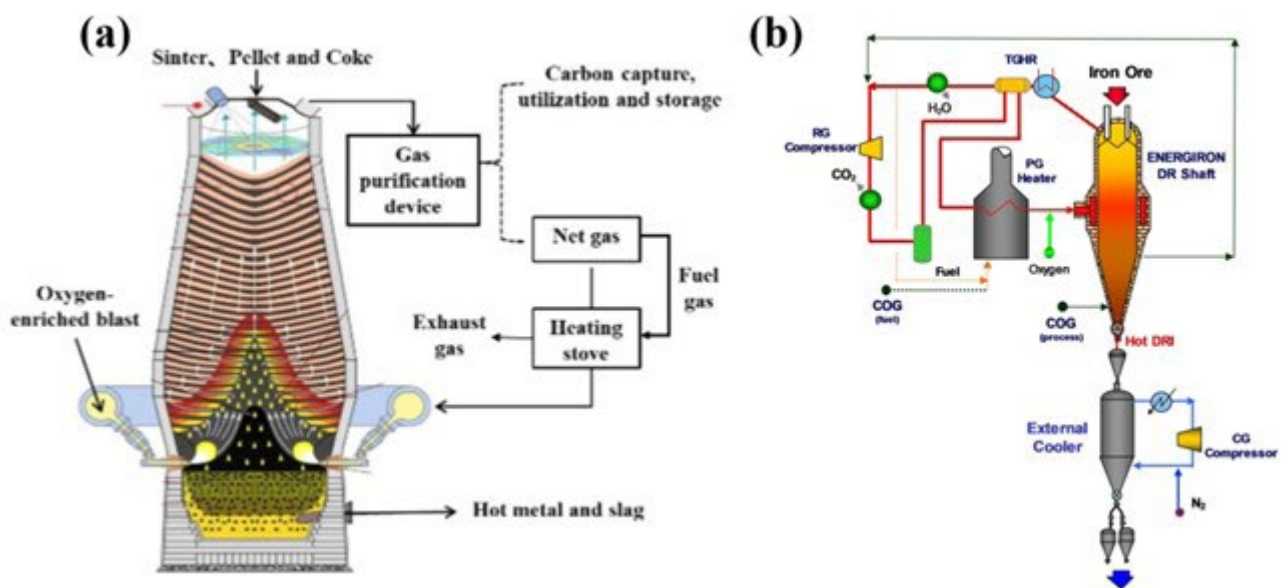 (a)
Sinter、Pellet and Coke
Carbon capture,
utilization and storage
Gas
purification
device
Net gas
Fuel
gas
Oxygen-
enriched blast
Exhaust
gas
Heating
stove
Hot metal and slag
(b)
TGHR
Iron Ore
H₂O
RG
Compressor
CO₂
PG
Heater
ENERGIRON
DR Shaft
Oxygen
Fuel
COG
(fuel)
COG
(process)
Hot DRI
External
Cooler
CG
Compressor
N₂